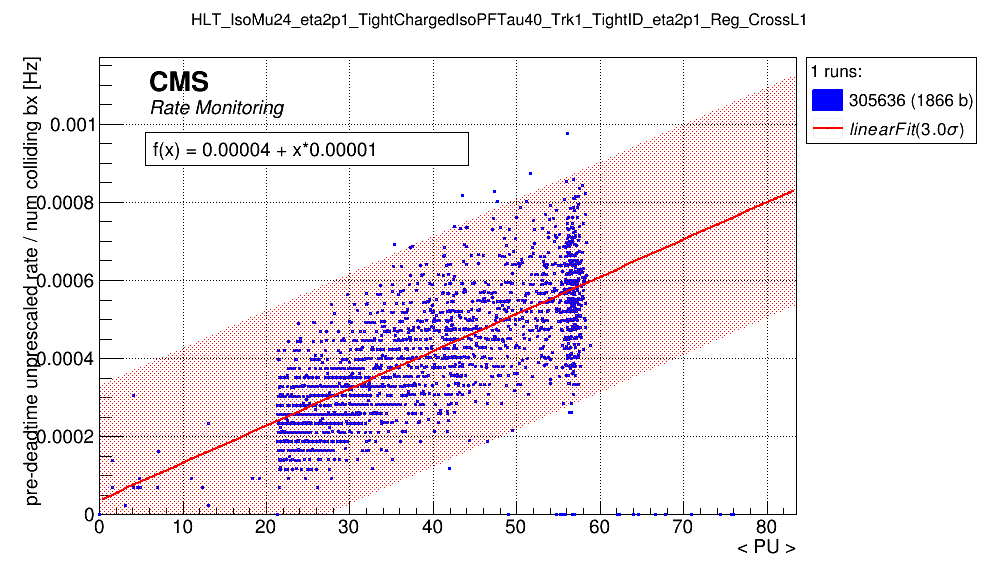 HLT_IsoMu24_eta2p1_TightChargedIsoPFTau40_Trk1_TightID_eta2p1_Reg_CrossL1
pre-deadtime unprescaled rate / num colliding bx [Hz]
CMS
Rate Monitoring
f(x) = 0.00004 + x*0.00001
1 runs:
305636 (1866 b)
linearFit(3.0σ)
0.001
0.0008
0.0006
0.0004
0.0002
0
0 10 20 30 40 50 60 70 80
< PU >